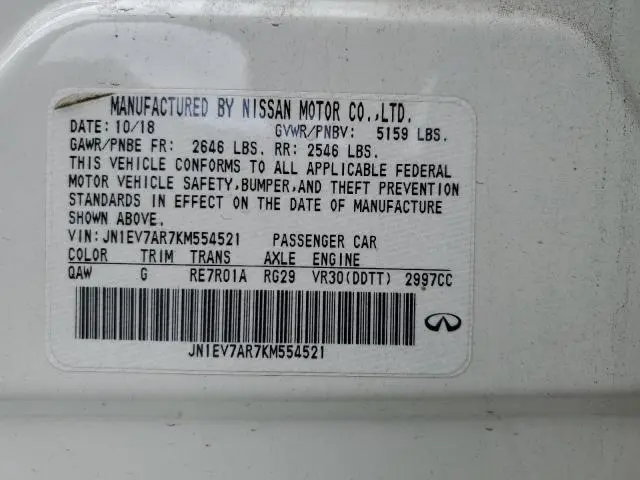 MANUFACTURED BY NISSAN MOTOR CO.,LTD.
DATE: 10/18 GVWR/PNBV: 5159 LBS.
GAWR/PNBE FR: 2646 LBS. RR: 2546 LBS.
THIS VEHICLE CONFORMS TO ALL APPLICABLE FEDERAL
MOTOR VEHICLE SAFETY,BUMPER,AND THEFT PREVENTION
STANDARDS IN EFFECT ON THE DATE OF MANUFACTURE
SHOWN ABOVE.
VIN:JN1EV7AR7KM554521 PASSENGER CAR
COLOR TRIM TRANS AXLE ENGINE
QAW G RE7R01A RG29 VR30(DDTT) 2997CC
JN1EV7AR7KM554521